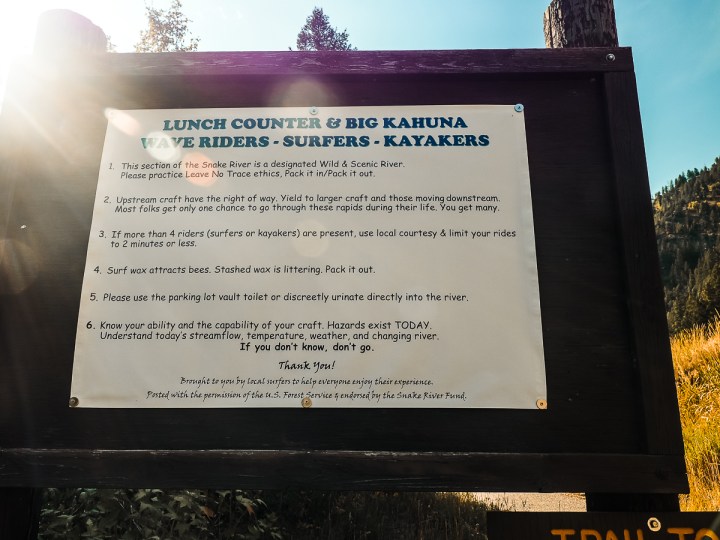 LUNCH COUNTER & BIG KAHUNA
WAVE RIDERS - SURFERS - KAYAKERS
1. This section of the Snake River is a designated Wild & Scenic River.
Please practice Leave No Trace ethics, Pack it in/Pack it out.
2. Upstream craft have the right of way. Yield to larger craft and those moving downstream.
Most folks get only one chance to go through these rapids during their life. You get many.
3. If more than 4 riders (surfers or kayakers) are present, use local courtesy & limit your rides
to 2 minutes or less.
4. Surf wax attracts bees. Stashed wax is littering. Pack it out.
5. Please use the parking lot vault toilet or discreetly urinate directly into the river.
6. Know your ability and the capability of your craft. Hazards exist TODAY.
Understand today's streamflow, temperature, weather, and changing river.
If you don't know, don't go.
Thank You!
Brought to you by local surfers to help everyone enjoy their experience.
Posted with the permission of the U.S. Forest Service & endorsed by the Snake River Fund.